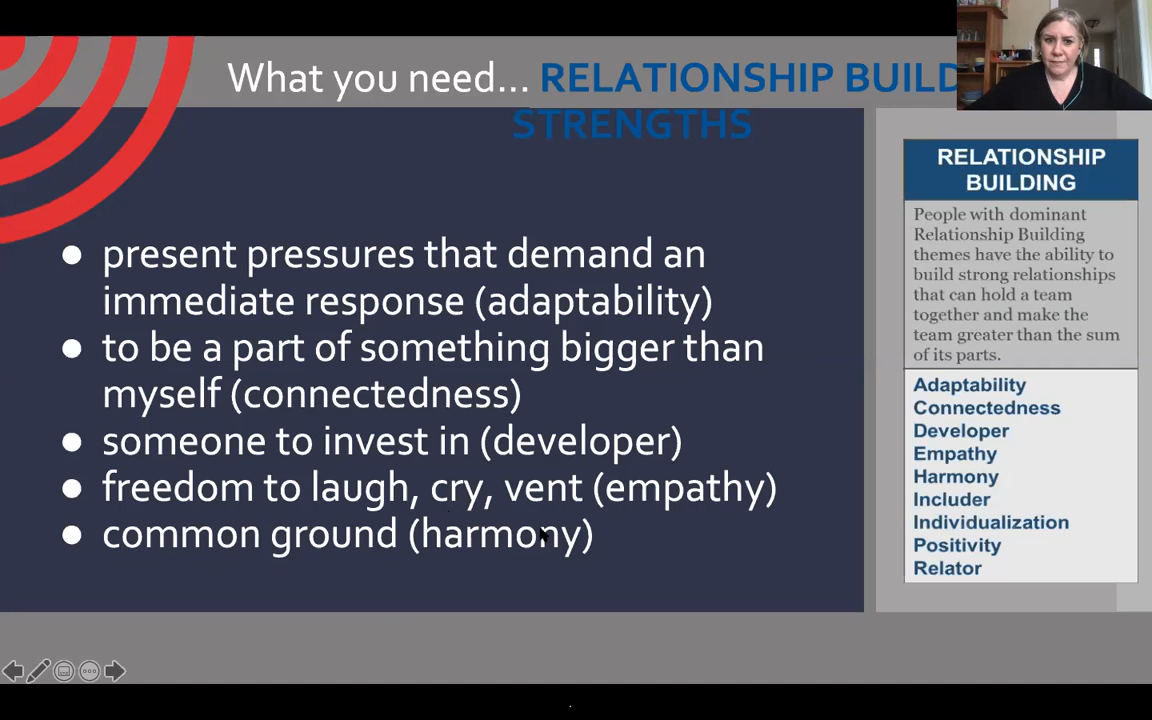 What you need... RELATIONSHIP BUILD
STRENGTHS
● present pressures that demand an
immediate response (adaptability)
● to be a part of something bigger than
myself (connectedness)
● someone to invest in (developer)
● freedom to laugh, cry, vent (empathy)
● common ground (harmony)
RELATIONSHIP
BUILDING
People with dominant
Relationship Building
themes have the ability to
build strong relationships
that can hold a team
together and make the
team greater than the sum
of its parts.
Adaptability
Connectedness
Developer
Empathy
Harmony
Includer
Individualization
Positivity
Relator